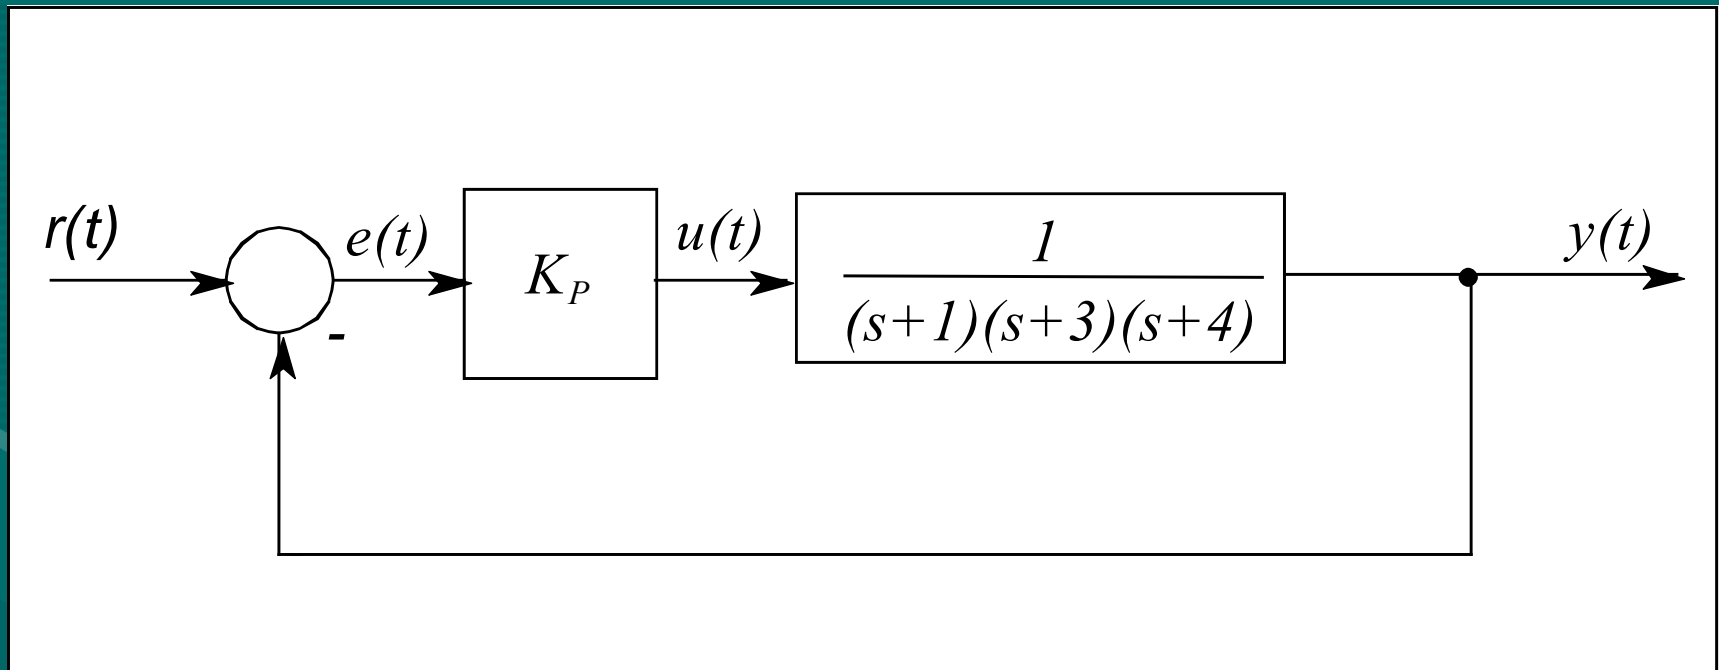 r(t)
e(t)
K_P
u(t)
1
(s+1)(s+3)(s+4)
y(t)
-